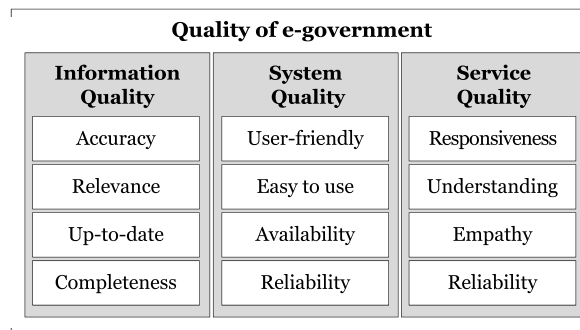 Quality of e-government
Information
Quality
Accuracy
Relevance
Up-to-date
Completeness
System
Quality
User-friendly
Easy to use
Availability
Reliability
Service
Quality
Responsiveness
Understanding
Empathy
Reliability